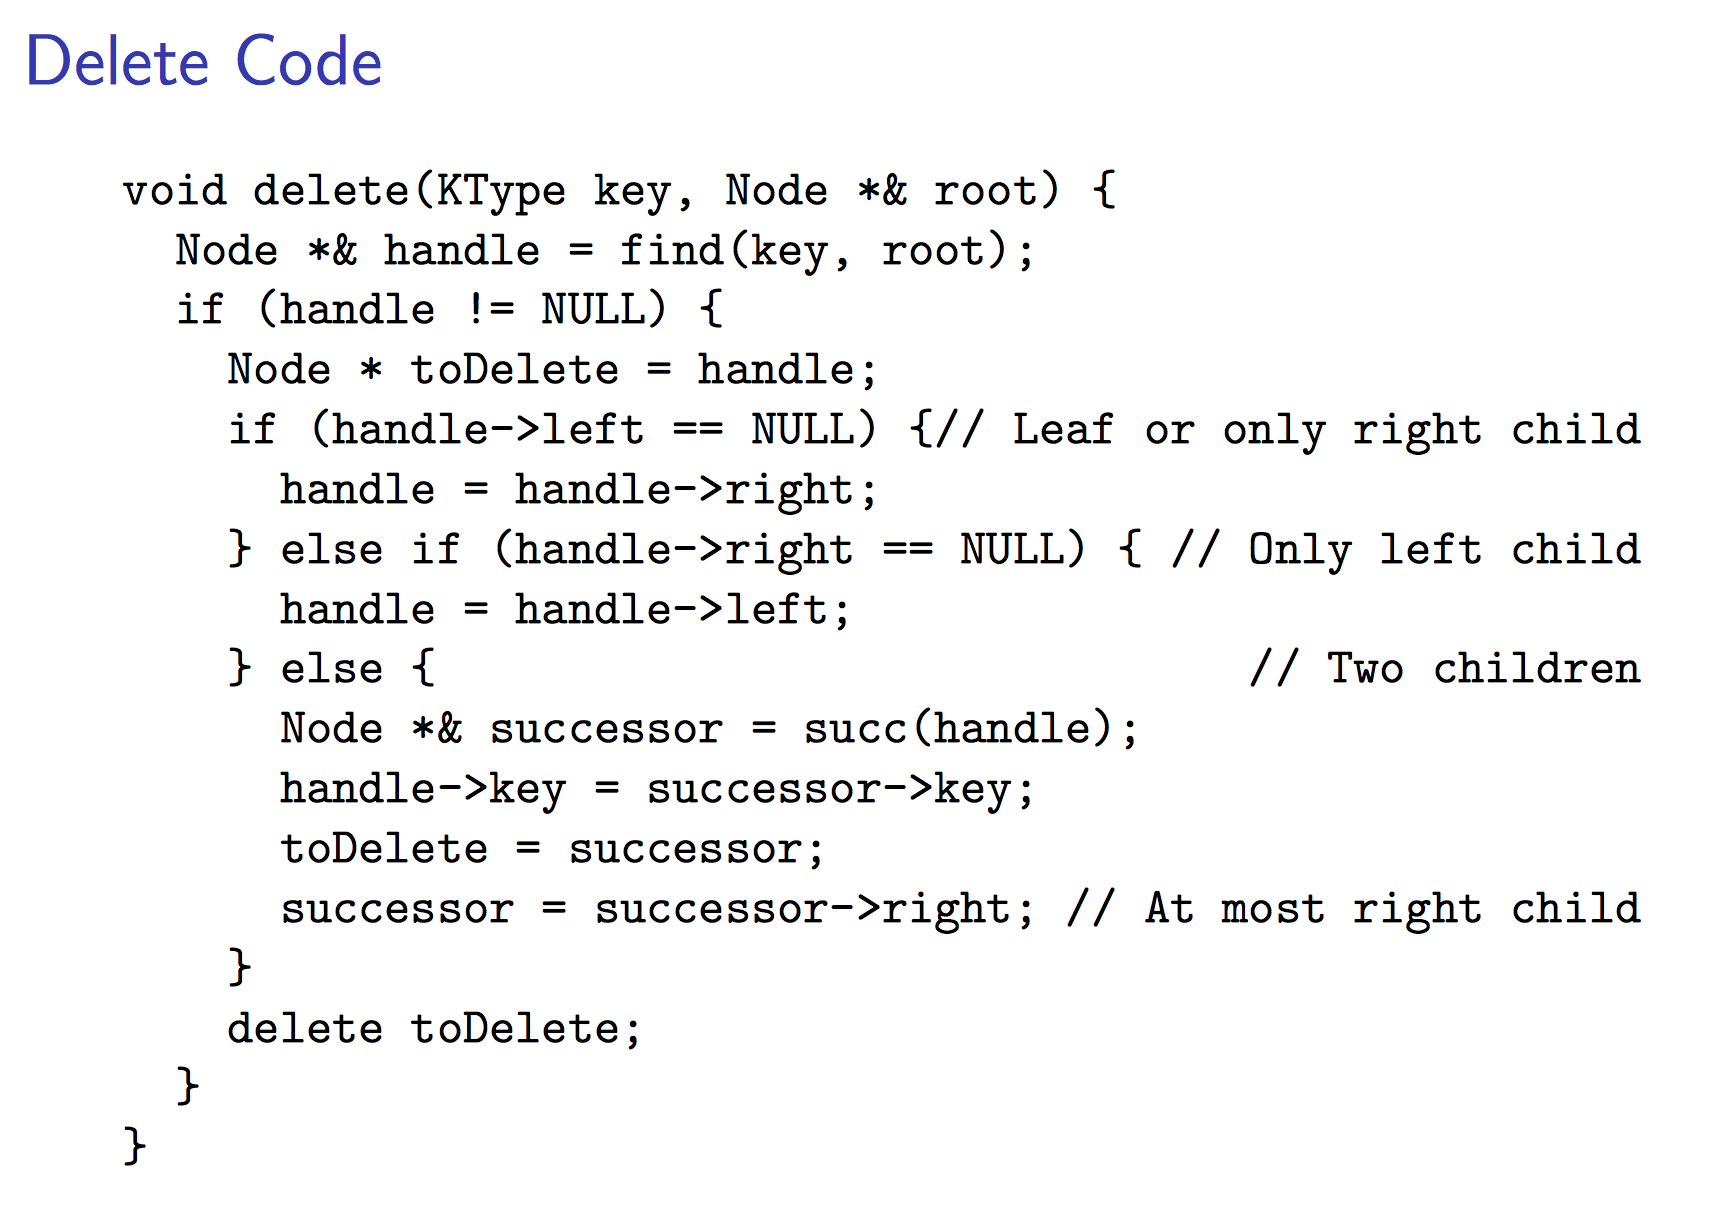 Delete Code
void delete(KType key, Node *& root) {
  Node *& handle = find(key, root);
  if (handle != NULL) {
    Node * toDelete = handle;
    if (handle->left == NULL) {// Leaf or only right child
      handle = handle->right;
    } else if (handle->right == NULL) { // Only left child
      handle = handle->left;
    } else {                               // Two children
      Node *& successor = succ(handle);
      handle->key = successor->key;
      toDelete = successor;
      successor = successor->right; // At most right child
    }
    delete toDelete;
  }
}